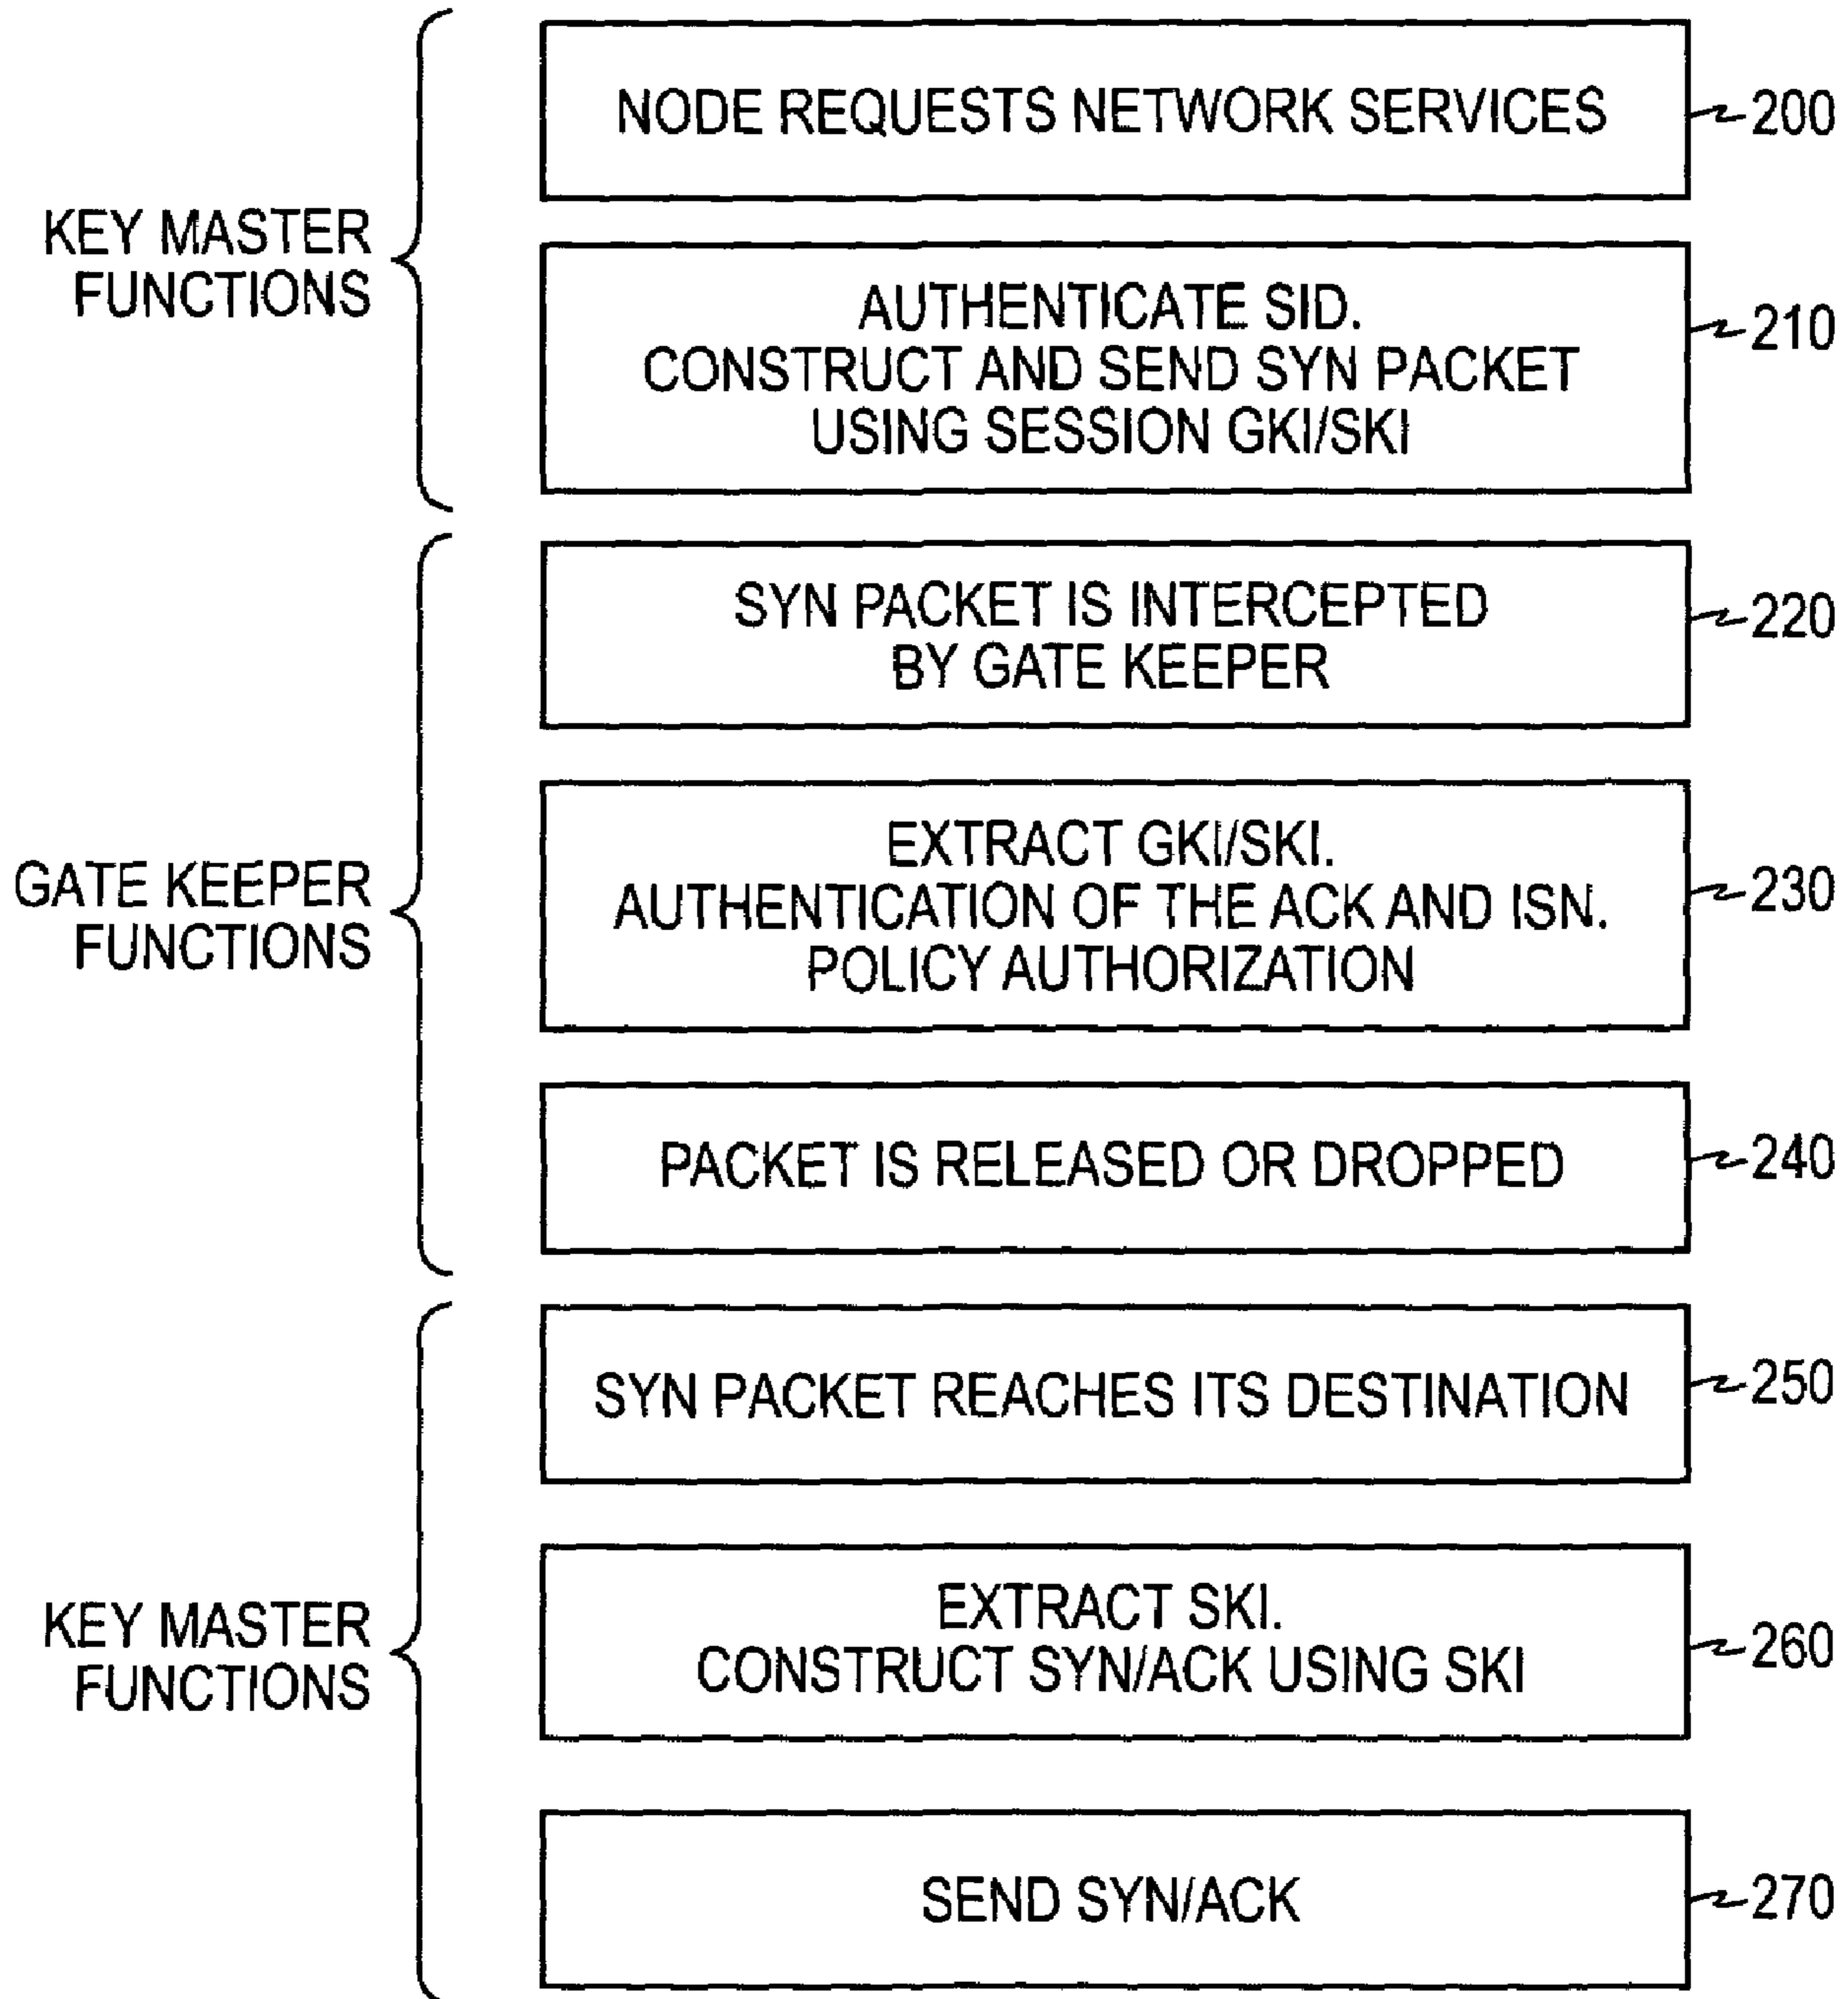 NODE REQUESTS NETWORK SERVICES
200
KEY MASTER
FUNCTIONS
AUTHENTICATE SID.
CONSTRUCT AND SEND SYN PACKET
USING SESSION GKI/SKI
210
SYN PACKET IS INTERCEPTED
BY GATE KEEPER
220
GATE KEEPER
FUNCTIONS
EXTRACT GKI/SKI.
AUTHENTICATION OF THE ACK AND ISN.
POLICY AUTHORIZATION
230
PACKET IS RELEASED OR DROPPED
240
SYN PACKET REACHES ITS DESTINATION
250
KEY MASTER
FUNCTIONS
EXTRACT SKI.
CONSTRUCT SYN/ACK USING SKI
260
SEND SYN/ACK
270